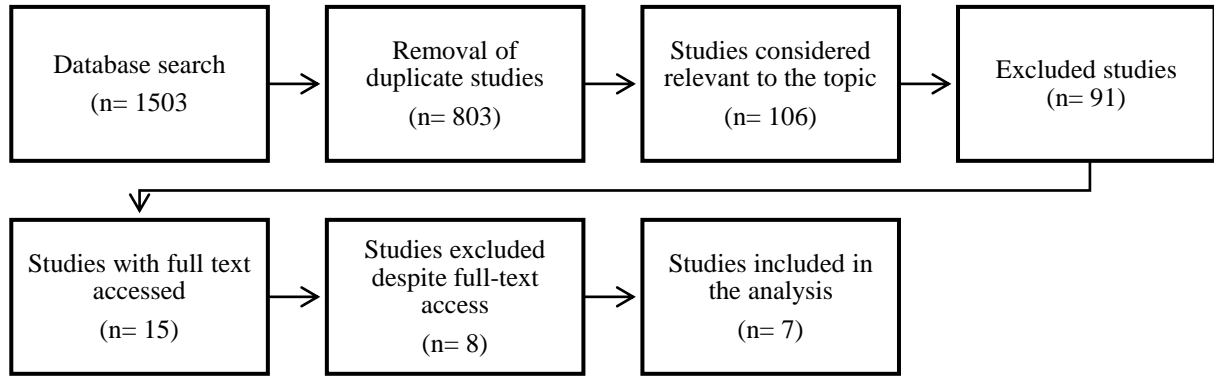 Database search
(n= 1503
Removal of
duplicate studies
(n= 803)
Studies considered
relevant to the topic
(n= 106)
Excluded studies
(n= 91)
Studies with full text
accessed
(n= 15)
Studies excluded
despite full-text
access
(n= 8)
Studies included in
the analysis
(n= 7)